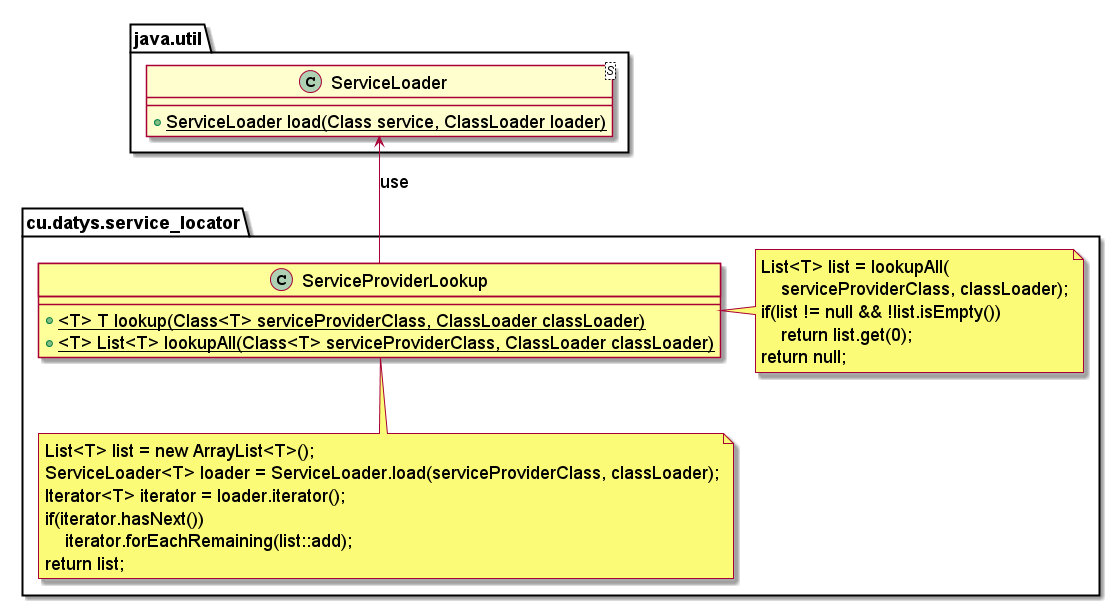 java.util
S
C ServiceLoader
ServiceLoader load(Class service, ClassLoader loader)
use
cu.datys.service_locator
C ServiceProviderLookup
<T> T lookup(Class<T> serviceProviderClass, ClassLoader classLoader)
<T> List<T> lookupAll(Class<T> serviceProviderClass, ClassLoader classLoader)
List<T> list = lookupAll(
serviceProviderClass, classLoader);
if(list != null && !list.isEmpty())
return list.get(0);
return null;
List<T> list = new ArrayList<T>();
ServiceLoader<T> loader = ServiceLoader.load(serviceProviderClass, classLoader);
Iterator<T> iterator = loader.iterator();
if(iterator.hasNext())
iterator.forEachRemaining(list::add);
return list;